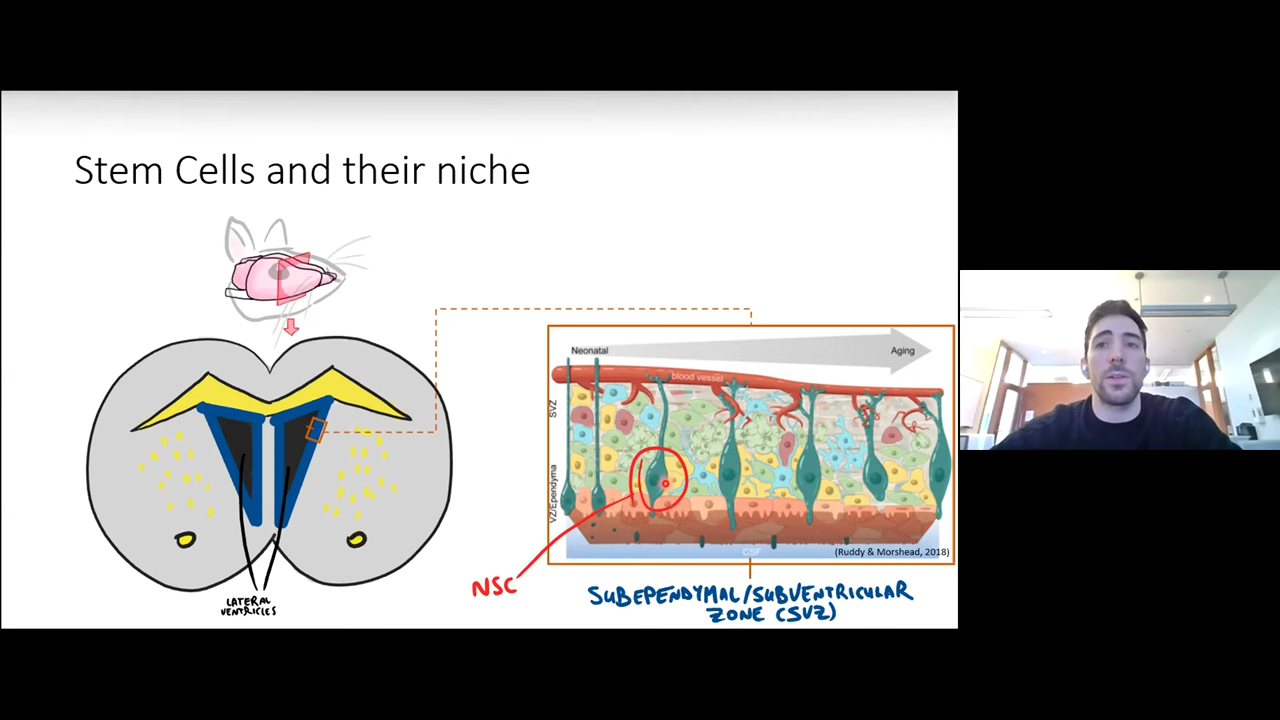 Stem Cells and their niche
Neonatal
Aging
blood vessel
SVZ
VZ/Ependyma
CSF
(Ruddy & Morshead, 2018)
NSC
SUBEPENDYMAL/SUBVENTRICULAR
ZONE (SVZ)
LATERAL
VENTRICLES